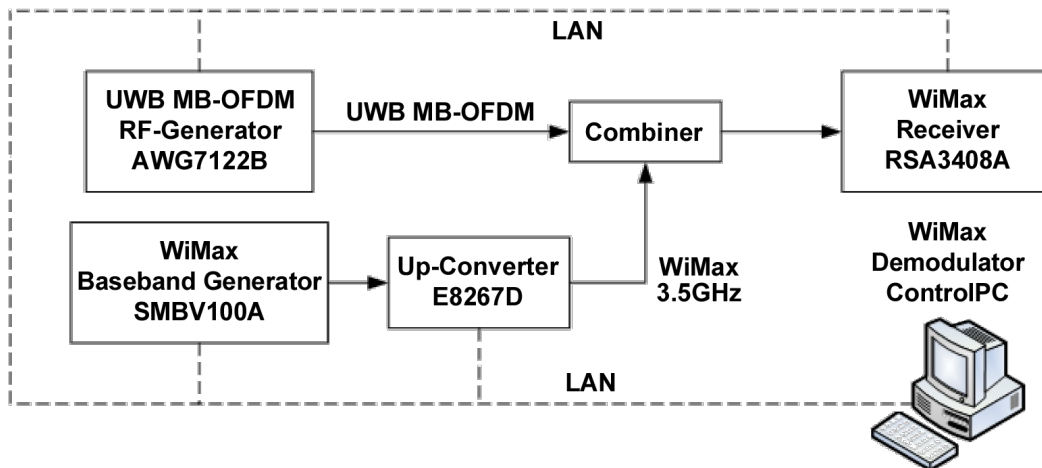 LAN
UWB MB-OFDM
RF-Generator
AWG7122B
UWB MB-OFDM
Combiner
WiMax
Receiver
RSA3408A
WiMax
Baseband Generator
SMBV100A
Up-Converter
E8267D
WiMax
3.5GHz
WiMax
Demodulator
ControlPC
LAN